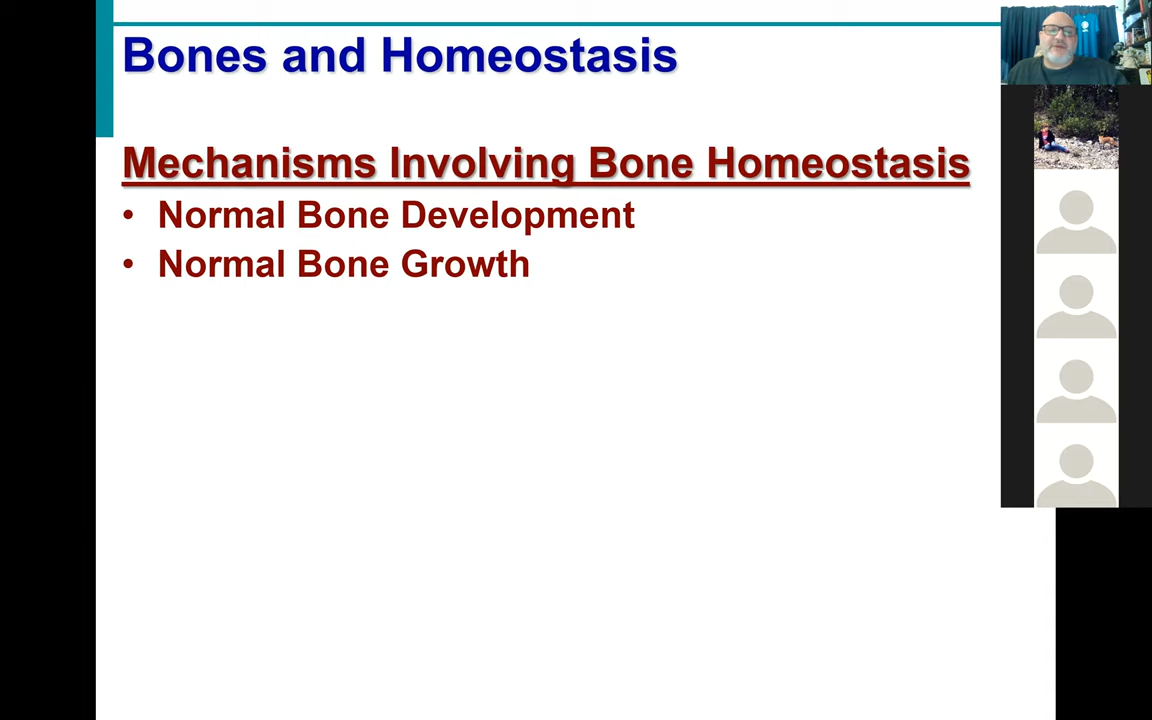 Bones and Homeostasis
Mechanisms Involving Bone Homeostasis
• Normal Bone Development
• Normal Bone Growth